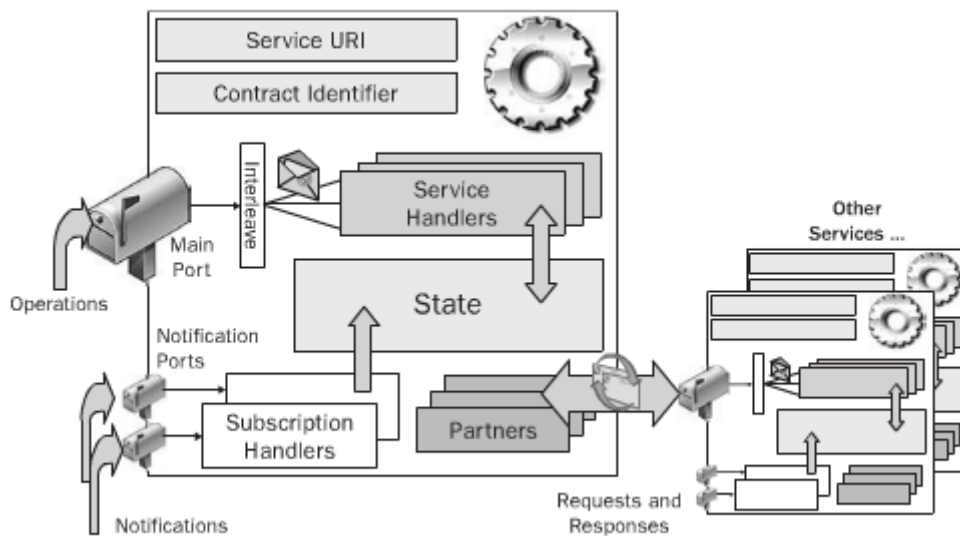 Service URI
Contract Identifier
Interleave
Service
Handlers
Main
Port
Operations
State
Notification
Ports
Subscription
Handlers
Partners
Notifications
Requests and
Responses
Other
Services ...